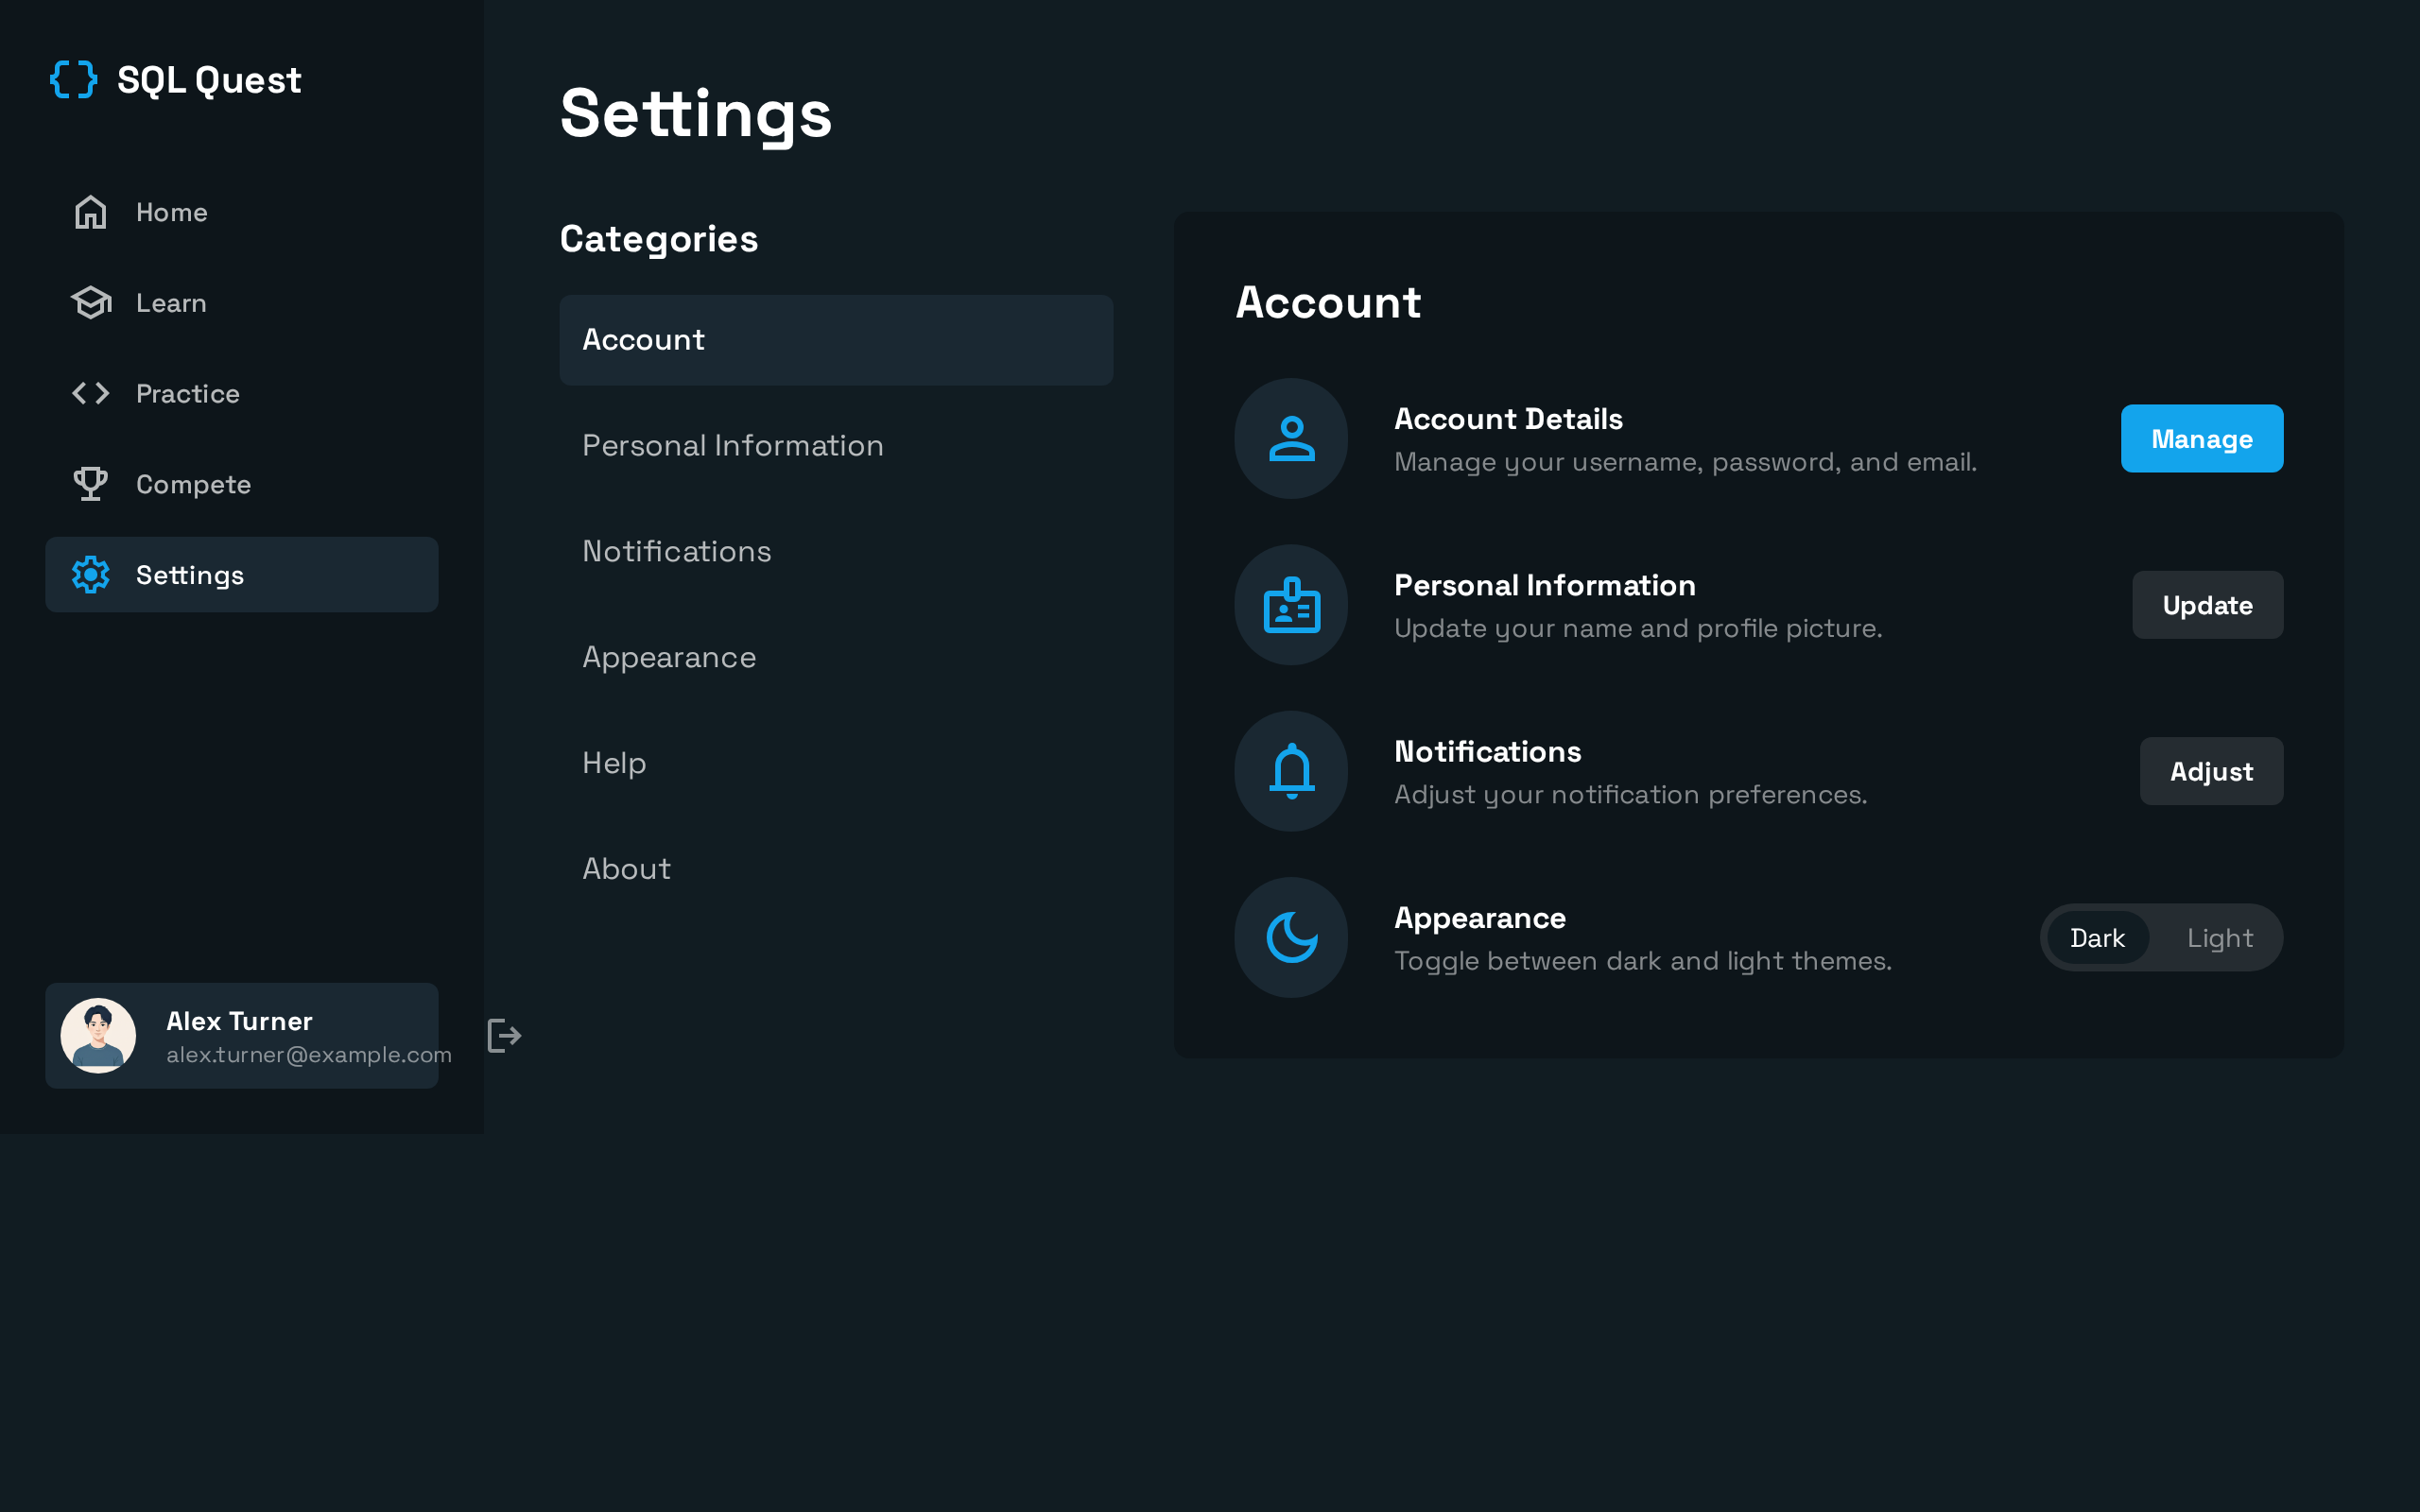 SQL Quest
Home
Learn
Practice
Compete
Settings
Alex Turner
alex.turner@example.com
Settings
Categories
Account
Personal Information
Notifications
Appearance
Help
About
Account
Account Details
Manage your username, password, and email.
Manage
Personal Information
Update your name and profile picture.
Update
Notifications
Adjust your notification preferences.
Adjust
Appearance
Toggle between dark and light themes.
Dark Light